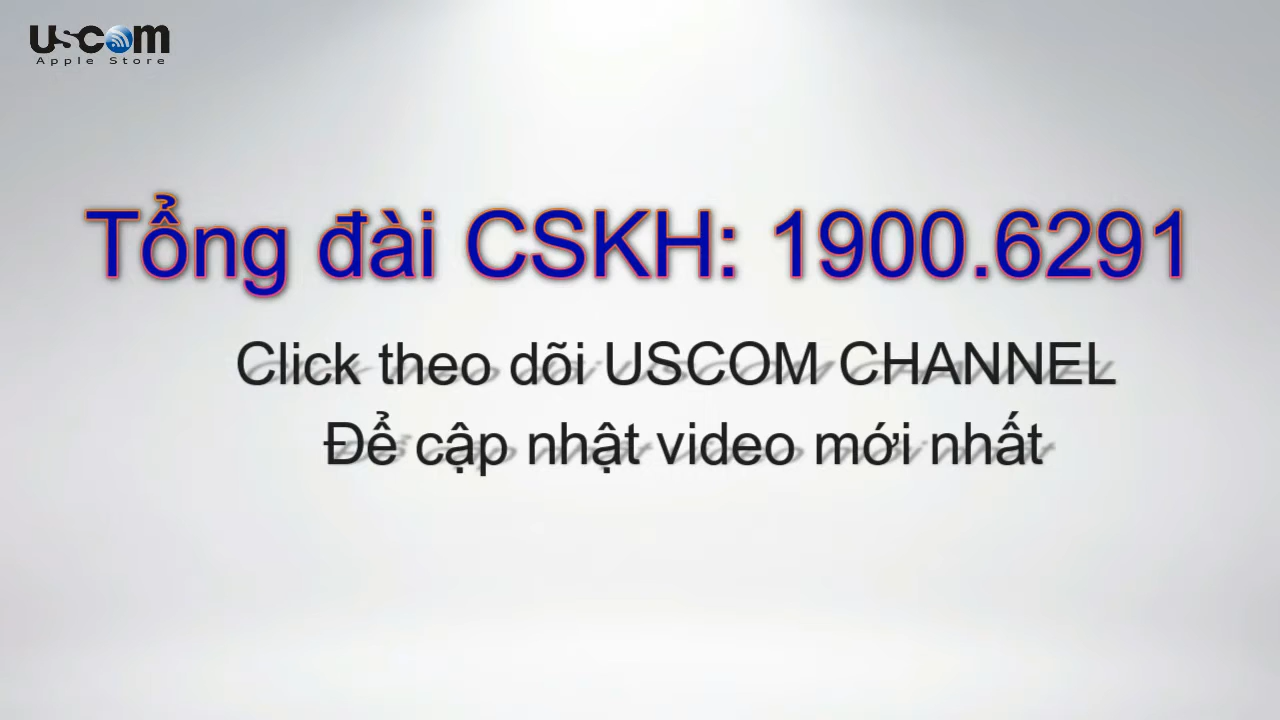 uscom
Apple Store
Tổng đài CSKH: 1900.6291
Click theo dõi USCOM CHANNEL
Để cập nhật video mới nhất